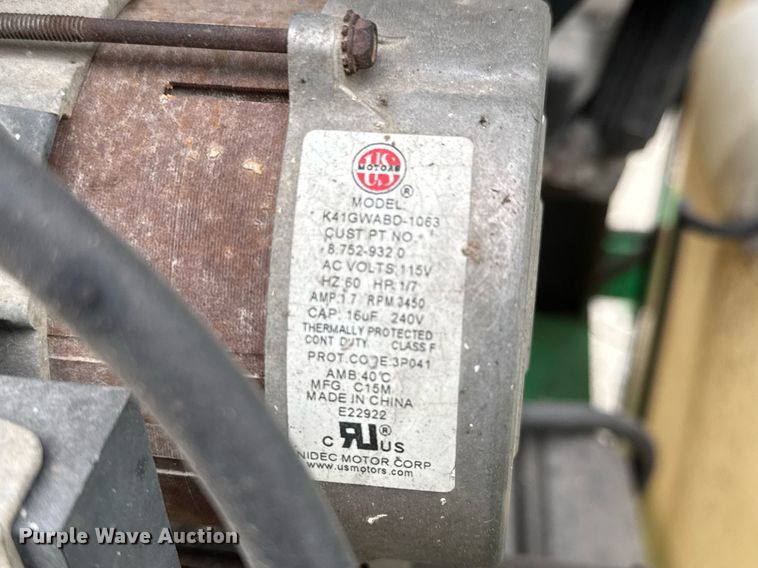 US
MOTORS
®
MODEL:
K41GWABD-1063
CUST PT NO.
8.752-932.0
AC VOLTS:115V
HZ:60 HP:1/7
AMP:1.7 RPM 3450
CAP: 16uF 240V
THERMALLY PROTECTED
CONT DUTY CLASS F
PROT.CODE:3P041
AMB:40℃
MFG. C15M
MADE IN CHINA
E22922
C RU® US
NIDEC MOTOR CORP.
www.usmotors.com
Purple Wave Auction